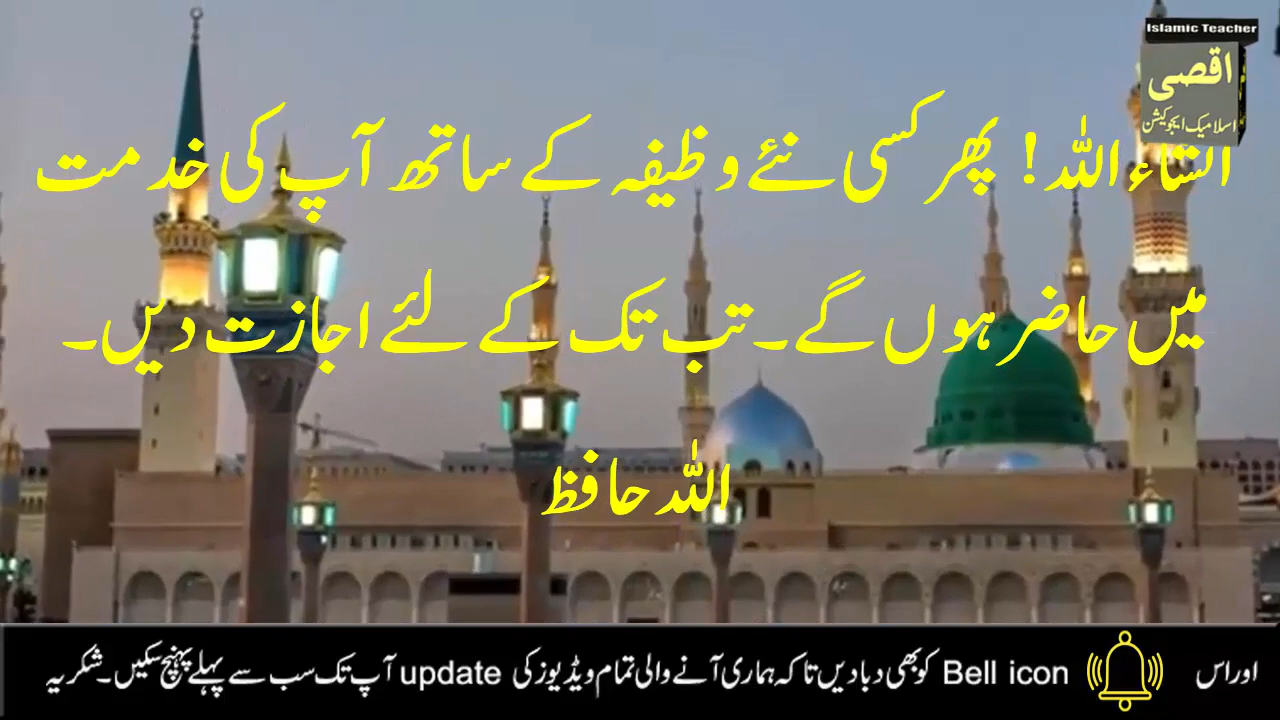 Islamic Teacher
اقصی
اسلامیک ایجوکیشن
انشاءاللہ! پھر کسی نئے وظیفہ کے ساتھ آپ کی خدمت
میں حاضر ہوں گے۔ تب تک کے لئے اجازت دیں۔
اللہ حافظ
اور اس Bell icon کو بھی دبا دیں تاکہ ہماری آنے والی تمام ویڈیوز کی update آپ تک سب سے پہلے پہنچ سکیں۔ شکریہ